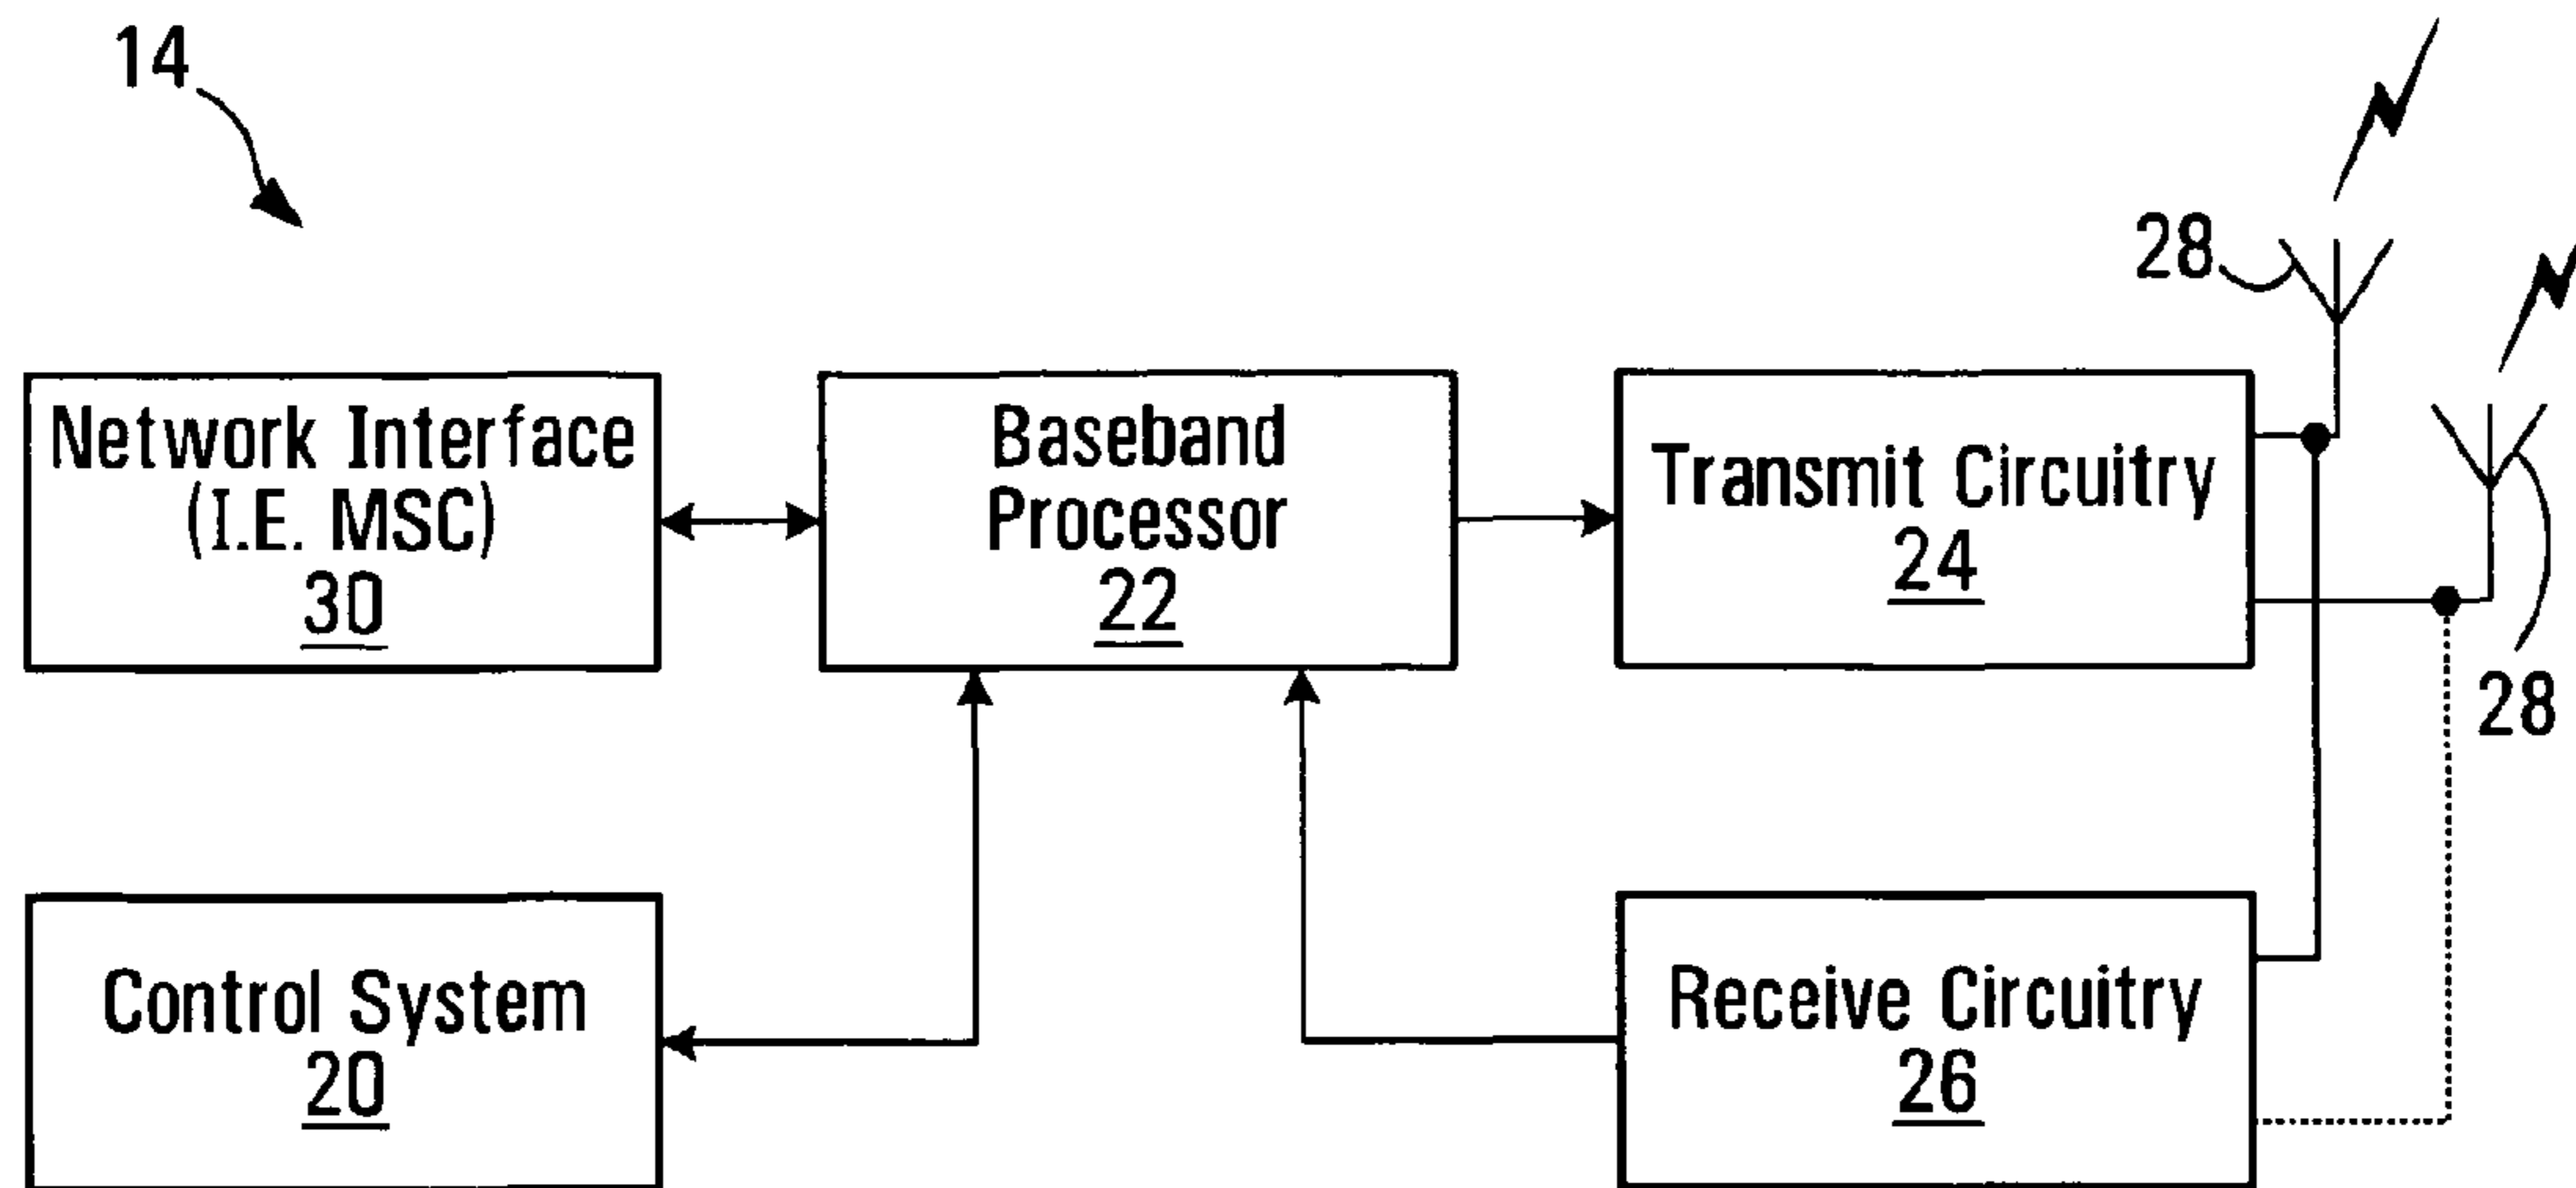 14
28
Network Interface
(I.E. MSC)
30
Baseband
Processor
22
Transmit Circuitry
24
28
Control System
20
Receive Circuitry
26